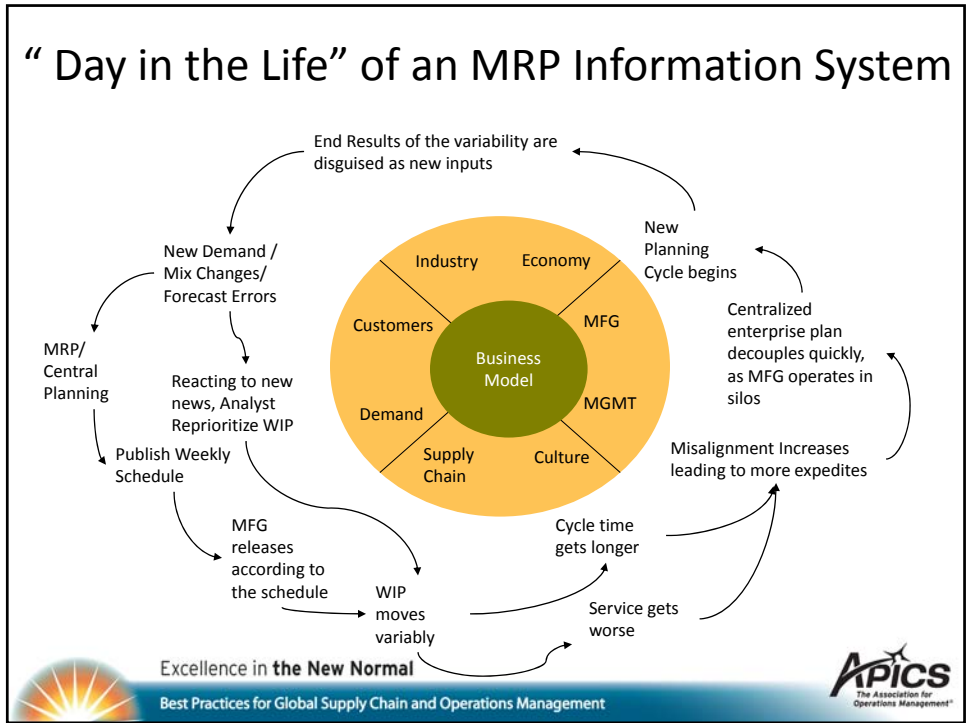 “ Day in the Life” of an MRP Information System
End Results of the variability are
disguised as new inputs
New Demand /
Mix Changes/
Forecast Errors
MRP/
Central
Planning
Reacting to new
news, Analyst
Reprioritize WIP
Publish Weekly
Schedule
MFG
releases
according to
the schedule
WIP
moves
variably
Cycle time
gets longer
Service gets
worse
Misalignment Increases
leading to more expedites
Centralized
enterprise plan
decouples quickly,
as MFG operates in
silos
New
Planning
Cycle begins
Industry
Economy
Customers
MFG
Business
Model
Demand
MGMT
Supply
Chain
Culture
Excellence in the New Normal
Best Practices for Global Supply Chain and Operations Management
APICS
The Association for
Operations Management®